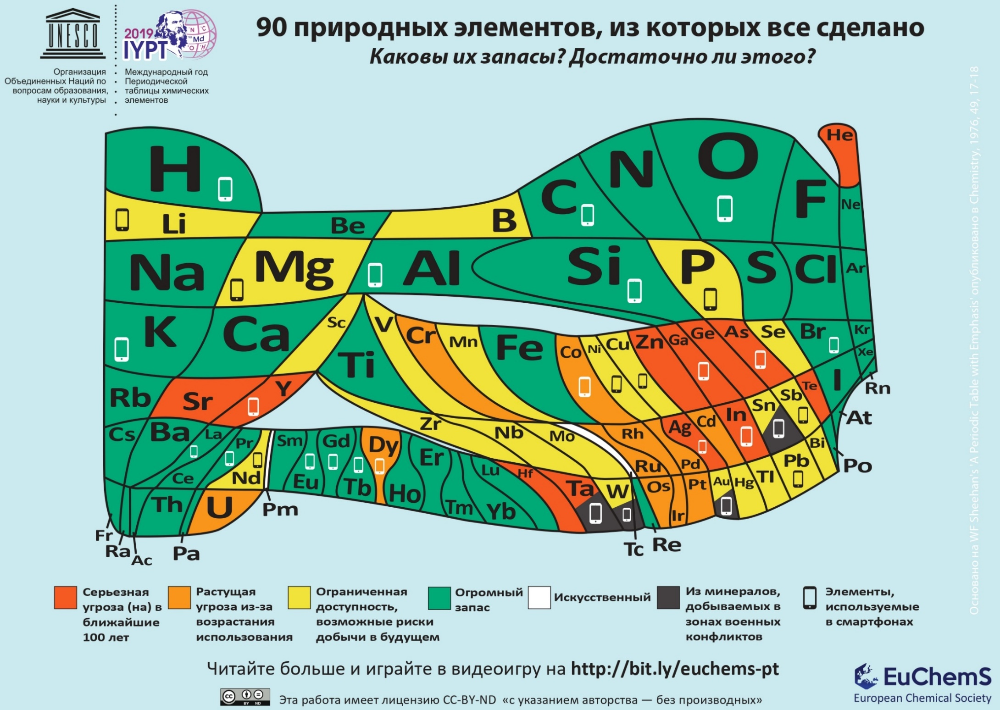 UNESCO
2019
IYPT
N
C
Md
101
O
H
Организация
Объединенных Наций по
вопросам образования,
науки и культуры
Международный год
Периодической
таблицы химических
элементов
90 природных элементов, из которых все сделано
Каковы их запасы? Достаточно ли этого?
H
He
Li
Be
B
C
N
O
F
Ne
Na
Mg
Al
Si
P
S
Cl
Ar
K
Ca
Sc
Ti
V
Cr
Mn
Fe
Co
Ni
Cu
Zn
Ga
Ge
As
Se
Br
Kr
Rb
Sr
Y
Zr
Nb
Mo
Tc
Ru
Rh
Pd
Ag
Cd
In
Sn
Sb
Te
I
Xe
Cs
Ba
La
Ce
Pr
Nd
Pm
Sm
Eu
Gd
Tb
Dy
Ho
Er
Tm
Yb
Lu
Hf
Ta
W
Re
Os
Ir
Pt
Au
Hg
Tl
Pb
Bi
Po
At
Rn
Fr
Ra
Ac
Th
Pa
U
Серьезная
угроза (на) в
ближайшие
100 лет
Растущая
угроза из-за
возрастания
использования
Ограниченная
доступность,
возможные риски
добычи в будущем
Огромный
запас
Искусственный
Из минералов,
добываемых в
зонах военных
конфликтов
Элементы,
используемые
в смартфонах
Основано на WF Sheehan's 'A Periodic Table with Emphasis' опубликовано в Chemistry, 1976, 49, 17-18
Читайте больше и играйте в видеоигру на http://bit.ly/euchems-pt
cc
BY ND
Эта работа имеет лицензию CC-BY-ND «с указанием авторства — без производных»
EuChemS
European Chemical Society